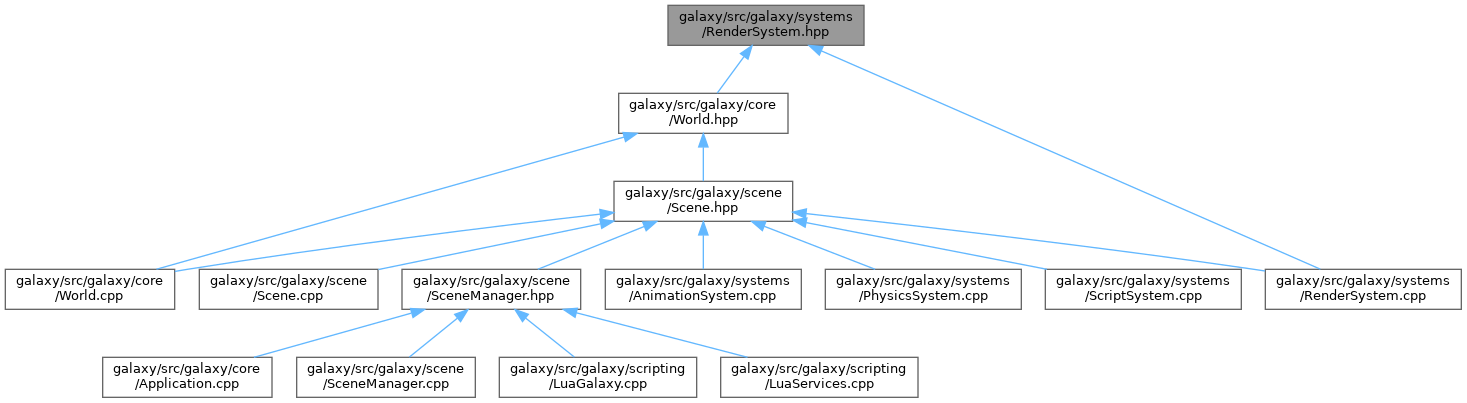 galaxy/src/galaxy/systems
/RenderSystem.hpp
galaxy/src/galaxy/core
/World.hpp
galaxy/src/galaxy/scene
/Scene.hpp
galaxy/src/galaxy/core
/World.cpp
galaxy/src/galaxy/scene
/Scene.cpp
galaxy/src/galaxy/scene
/SceneManager.hpp
galaxy/src/galaxy/systems
/AnimationSystem.cpp
galaxy/src/galaxy/systems
/PhysicsSystem.cpp
galaxy/src/galaxy/systems
/ScriptSystem.cpp
galaxy/src/galaxy/systems
/RenderSystem.cpp
galaxy/src/galaxy/core
/Application.cpp
galaxy/src/galaxy/scene
/SceneManager.cpp
galaxy/src/galaxy/scripting
/LuaGalaxy.cpp
galaxy/src/galaxy/scripting
/LuaServices.cpp